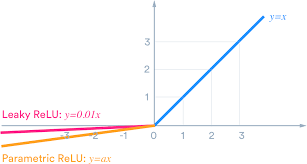 y=x
3
2
1
Leaky ReLU: y=0.01x
-3 -2 -1 0 1 2 3
Parametric ReLU: y=ax